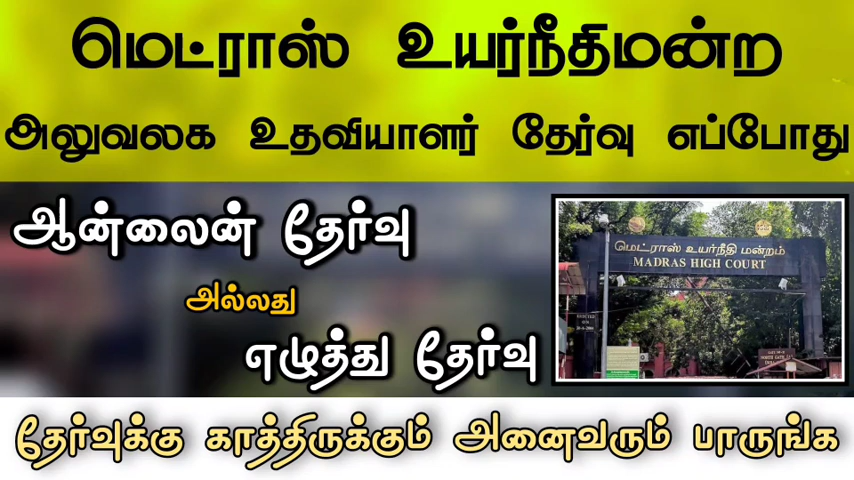 மெட்ராஸ் உயர்நீதிமன்ற
அலுவலக உதவியாளர் தேர்வு எப்போது
ஆன்லைன் தேர்வு
அல்லது
எழுத்து தேர்வு
மெட்ராஸ் உயர்நீதி மன்றம்
MADRAS HIGH COURT
தேர்வுக்கு காத்திருக்கும் அனைவரும் பாருங்க